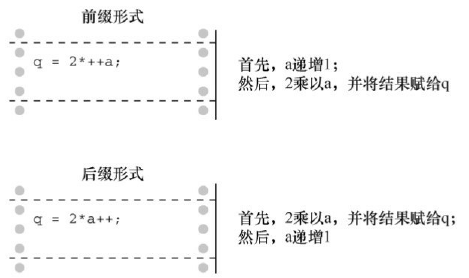 前缀形式
q = 2*++a;
首先，a递增1；
然后，2乘以a，并将结果赋给q
后缀形式
q = 2*a++;
首先，2乘以a，并将结果赋给q；
然后，a递增1